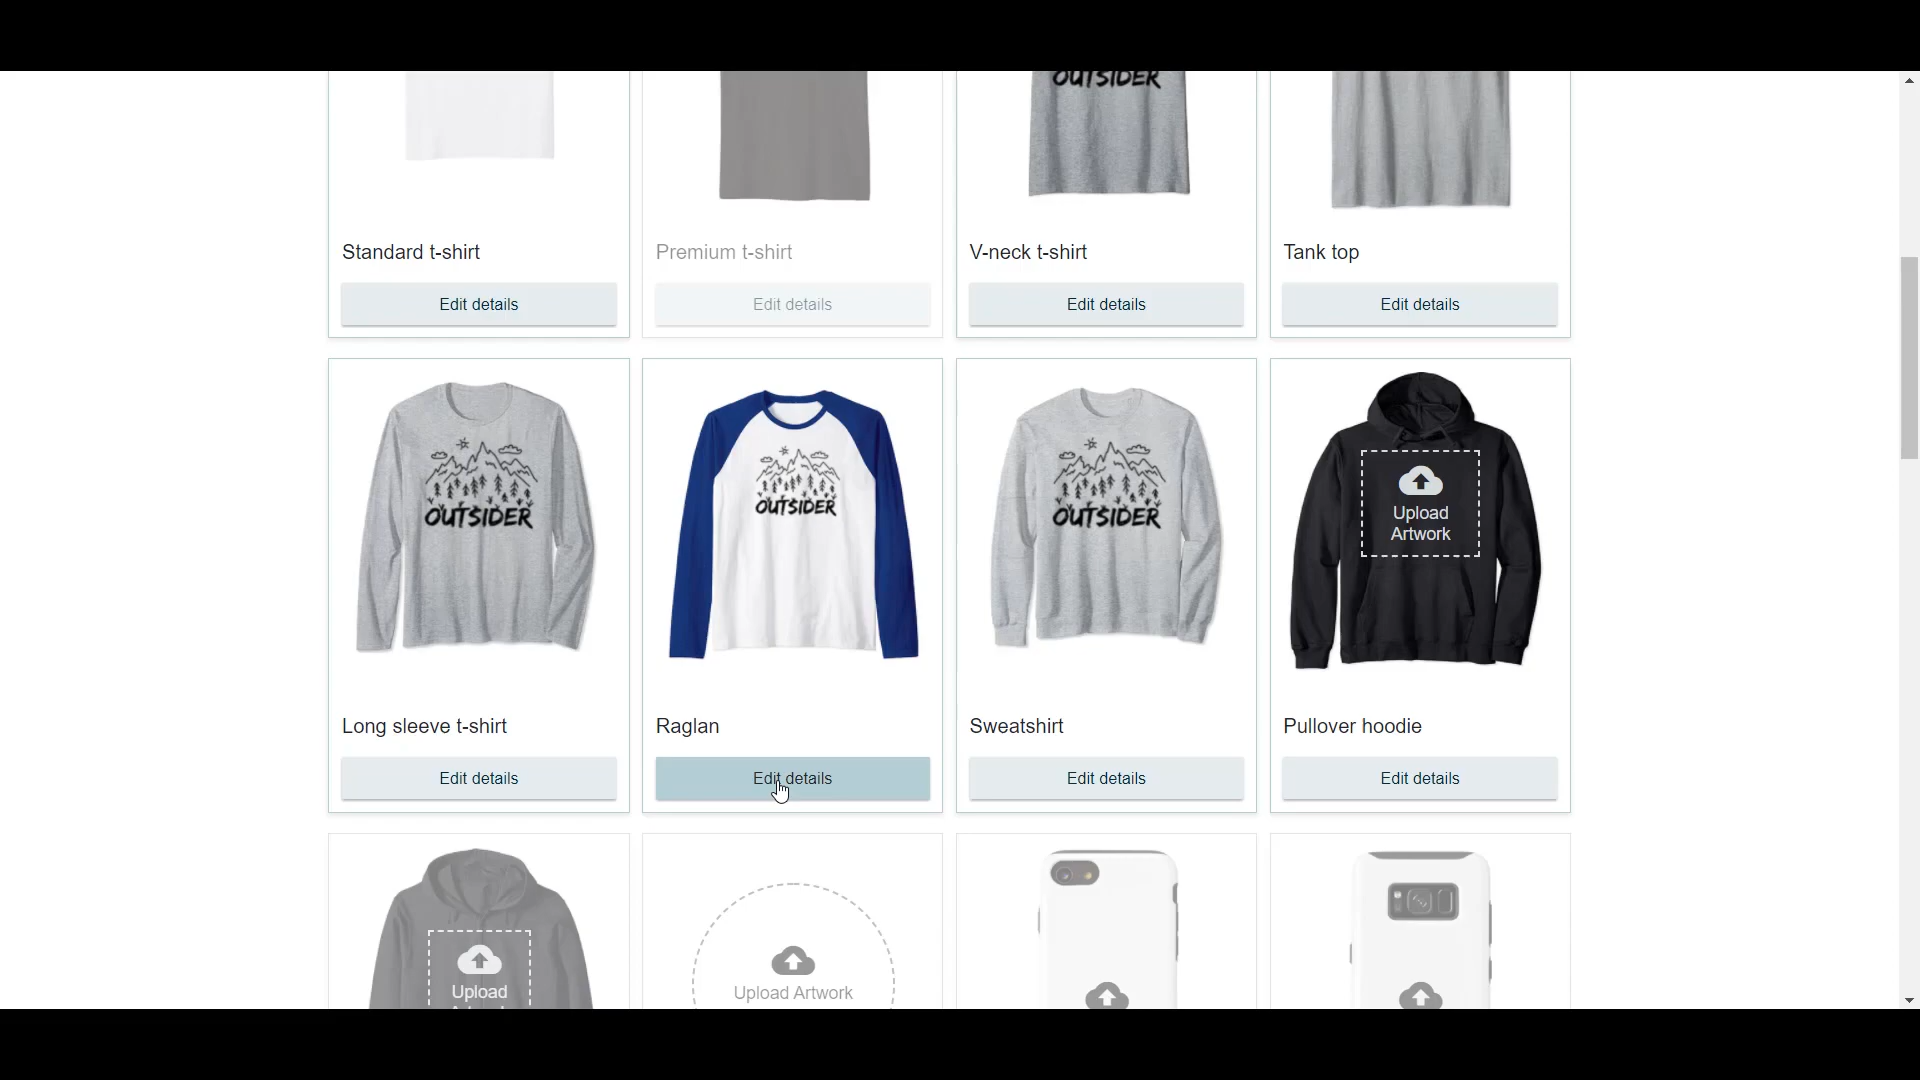 OUTSIDER
Standard t-shirt
Premium t-shirt
V-neck t-shirt
Tank top
Edit details
Edit details
Edit details
Edit details
OUTSIDER
OUTSIDER
OUTSIDER
Upload
Artwork
Long sleeve t-shirt
Raglan
Sweatshirt
Pullover hoodie
Edit details
Edit details
Edit details
Edit details
Upload
Upload Artwork